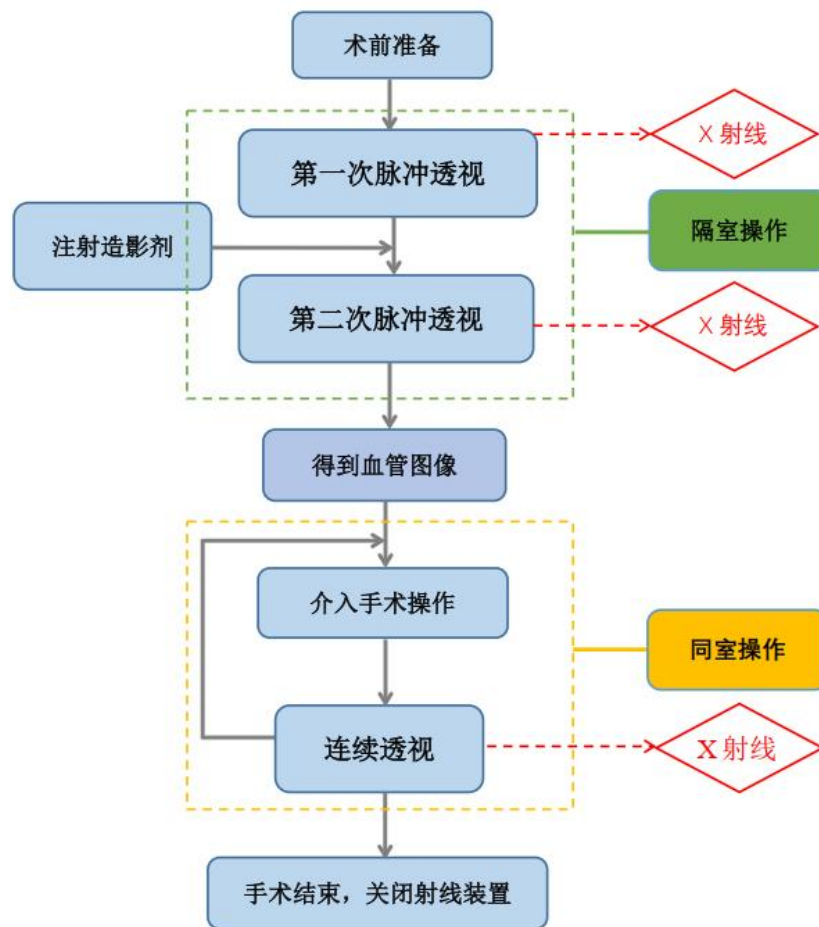 术前准备
第一次脉冲透视
X 射线
注射造影剂
隔室操作
第二次脉冲透视
X 射线
得到血管图像
介入手术操作
同室操作
连续透视
X 射线
手术结束，关闭射线装置